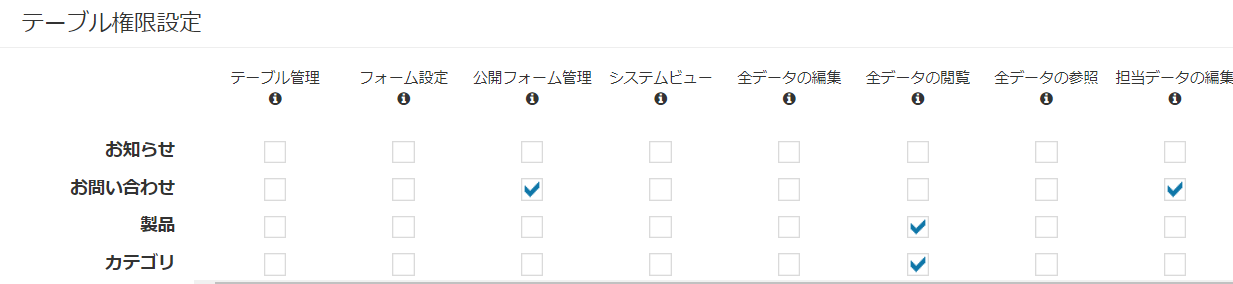 テーブル権限設定
テーブル管理 フォーム設定 公開フォーム管理 システムビュー 全データの編集 全データの閲覧 全データの参照 担当データの編集
お知らせ
お問い合わせ
製品
カテゴリ